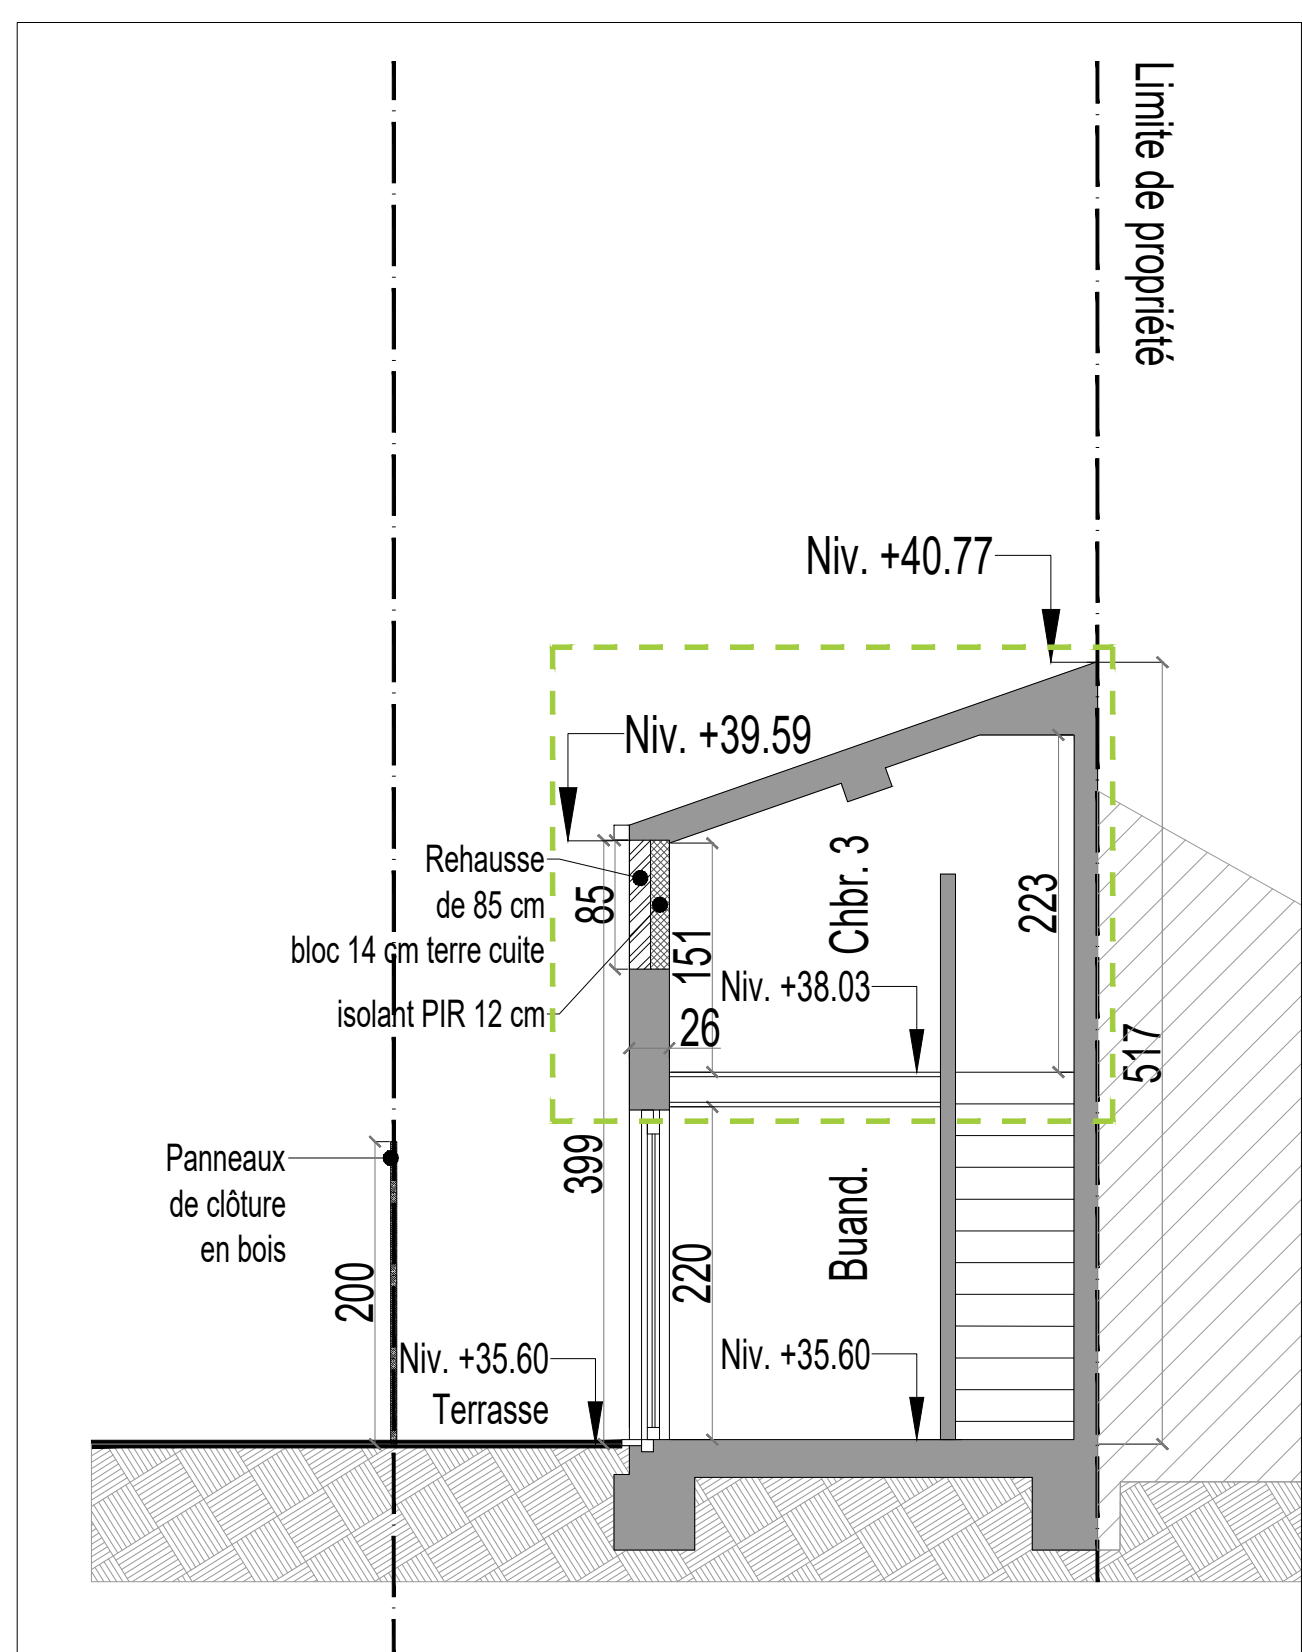 Limite de propriété
Niv. +40.77
Niv. +39.59
Rehausse
de 85 cm
bloc 14 cm terre cuite
isolant PIR 12 cm
85
151
26
Chbr. 3
223
Niv. +38.03
517
399
Panneaux
de clôture
en bois
200
220
Buand.
Niv. +35.60
Terrasse
Niv. +35.60